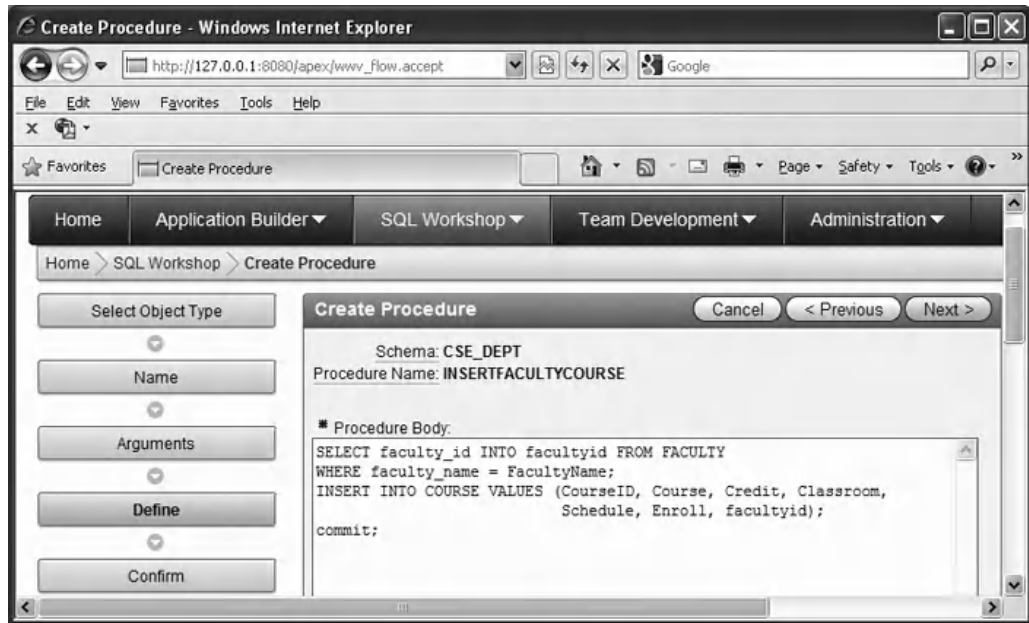 Create Procedure - Windows Internet Explorer
http://127.0.0.1:8080/apex/wwv_flow.accept
Google
File Edit View Favorites Tools Help
x
Favorites Create Procedure Page Safety Tools »
Home Application Builder SQL Workshop Team Development Administration
Home > SQL Workshop > Create Procedure
Select Object Type
Name
Arguments
Define
Confirm
Create Procedure Cancel < Previous Next >
Schema: CSE_DEPT
Procedure Name: INSERTFACULTYCOURSE
* Procedure Body:
SELECT faculty_id INTO facultyid FROM FACULTY
WHERE faculty_name = FacultyName;
INSERT INTO COURSE VALUES (CourseID, Course, Credit, Classroom,
Schedule, Enroll, facultyid);
commit;